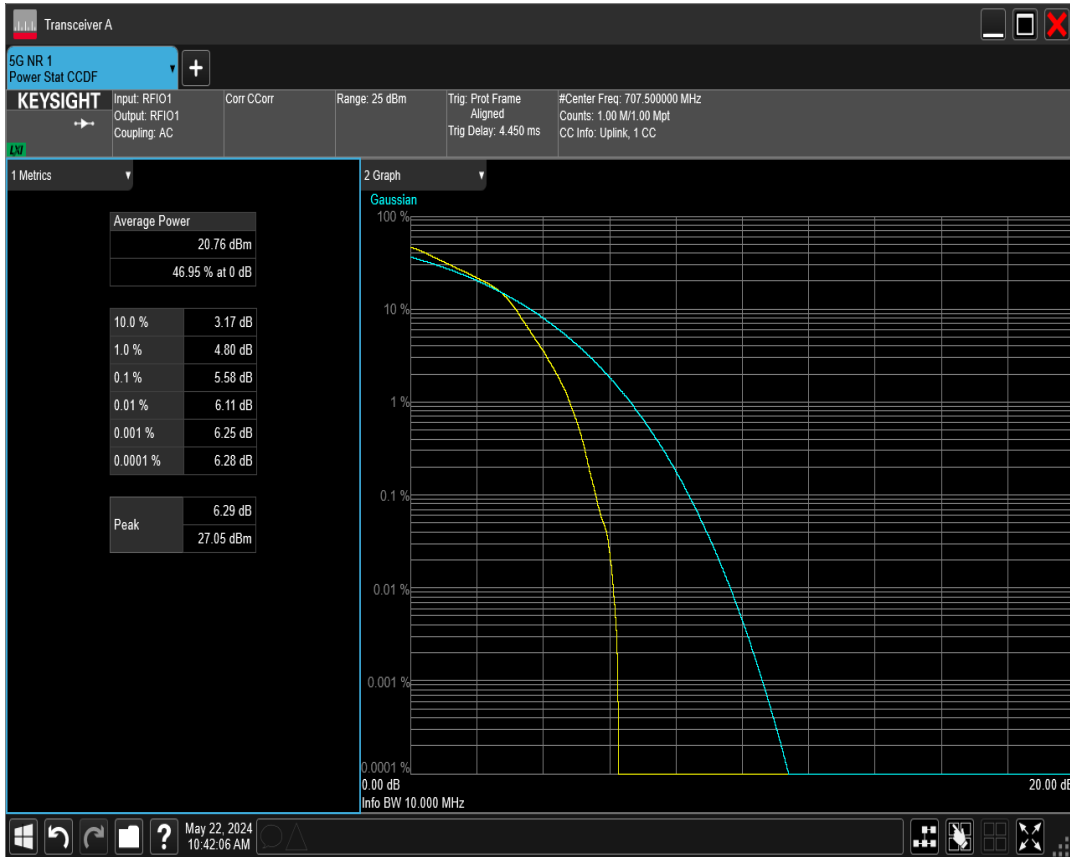 Transceiver A
5G NR 1
Power Stat CCDF
+
KEYSIGHT
LXI
Input: RFIO1
Output: RFIO1
Coupling: AC
Corr CCorr
Range: 25 dBm
Trig: Prot Frame
Aligned
Trig Delay: 4.450 ms
#Center Freq: 707.500000 MHz
Counts: 1.00 M/1.00 Mpt
CC Info: Uplink, 1 CC
1 Metrics
Average Power
20.76 dBm
46.95 % at 0 dB
10.0 % 3.17 dB
1.0 % 4.80 dB
0.1 % 5.58 dB
0.01 % 6.11 dB
0.001 % 6.25 dB
0.0001 % 6.28 dB
Peak 6.29 dB
27.05 dBm
2 Graph
Gaussian
100 %
10 %
1 %
0.1 %
0.01 %
0.001 %
0.0001 %
0.00 dB 20.00 dB
Info BW 10.000 MHz
?
May 22, 2024
10:42:06 AM